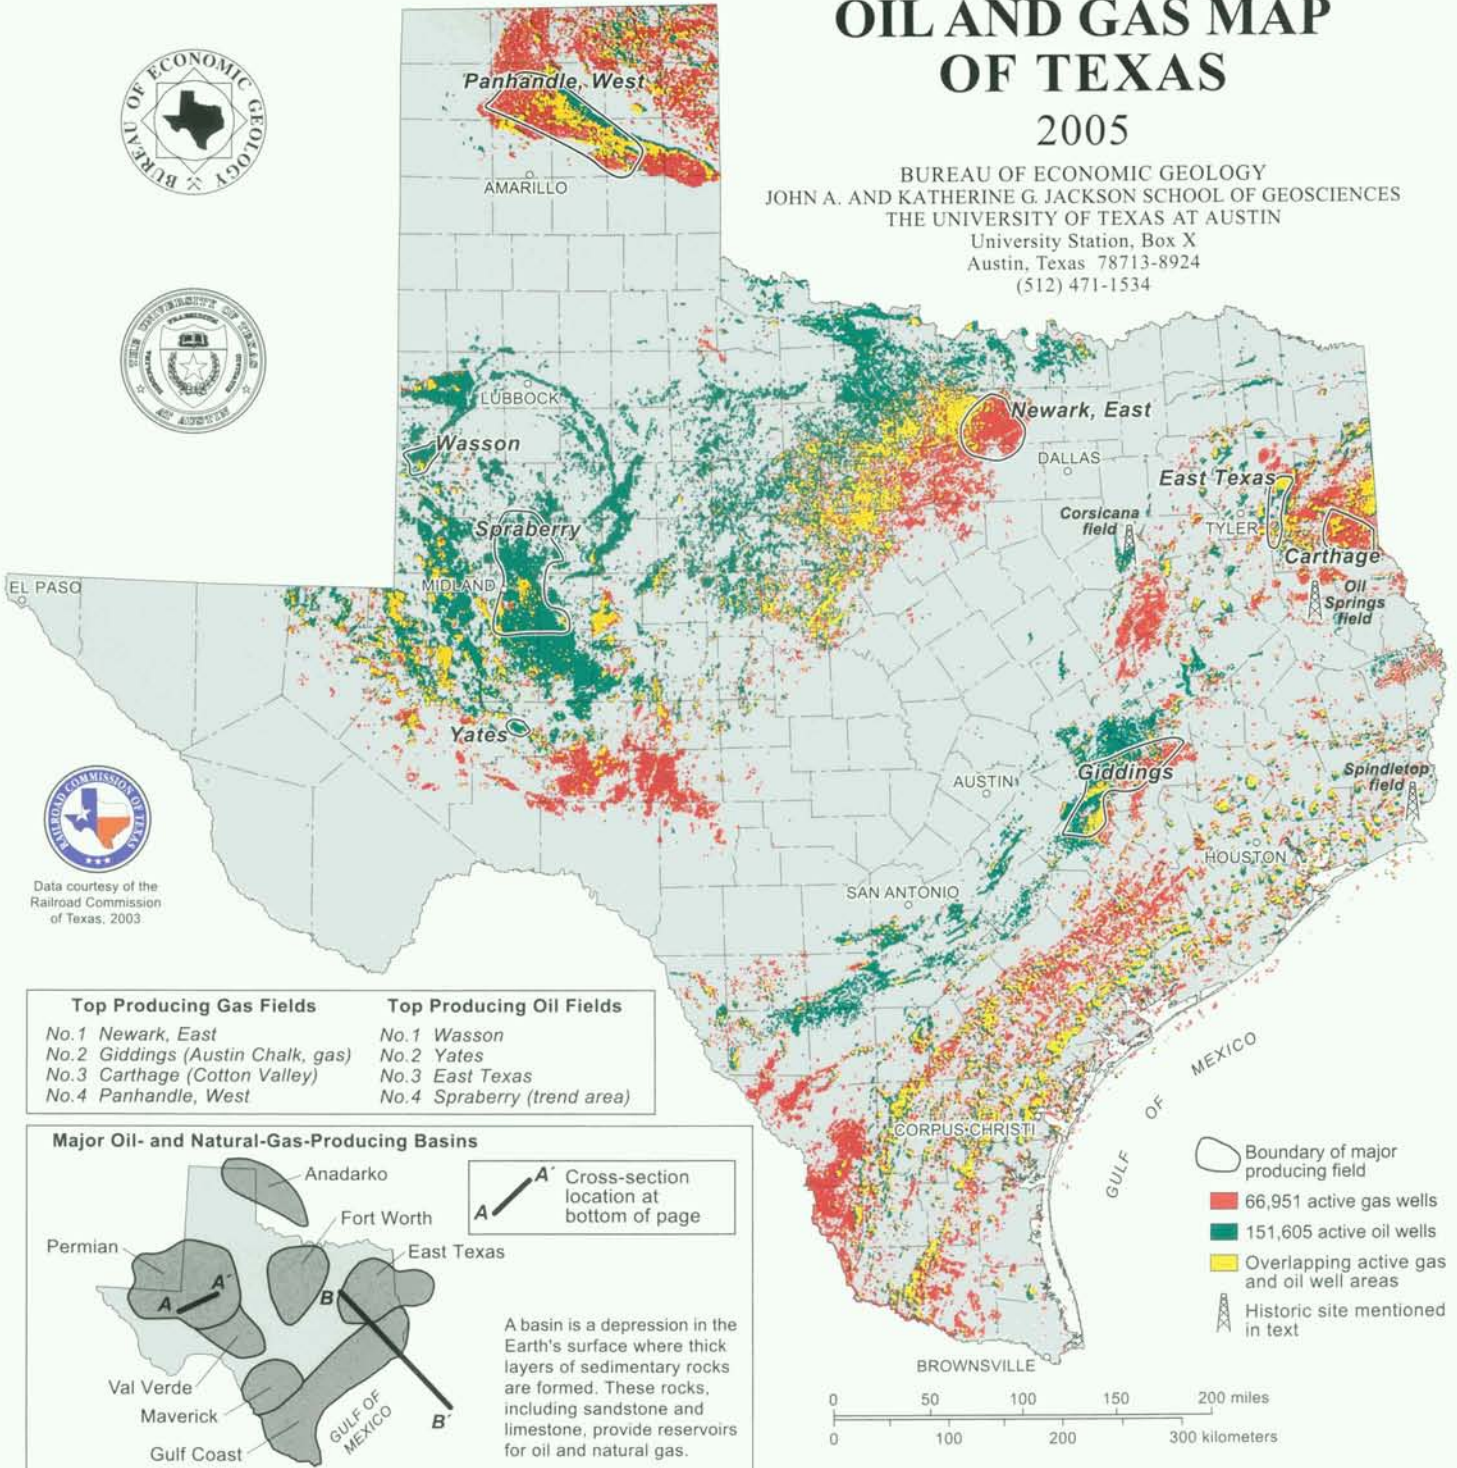 OIL AND GAS MAP
OF TEXAS
2005
BUREAU OF ECONOMIC GEOLOGY
JOHN A. AND KATHERINE G. JACKSON SCHOOL OF GEOSCIENCES
THE UNIVERSITY OF TEXAS AT AUSTIN
University Station, Box X
Austin, Texas 78713-8924
(512) 471-1534
BUREAU OF ECONOMIC GEOLOGY
THE UNIVERSITY OF TEXAS
AT AUSTIN
Panhandle, West
AMARILLO
LUBBOCK
Wasson
Newark, East
DALLAS
East Texas
Corsicana
field
TYLER
Carthage
Oil
Springs
field
Spraberry
MIDLAND
EL PASO
Yates
AUSTIN
Giddings
Spindletop
field
HOUSTON
SAN ANTONIO
RAILROAD COMMISSION OF TEXAS
Data courtesy of the
Railroad Commission
of Texas, 2003
CORPUS CHRISTI
BROWNSVILLE
GULF OF MEXICO
Top Producing Gas Fields
No.1 Newark, East
No.2 Giddings (Austin Chalk, gas)
No.3 Carthage (Cotton Valley)
No.4 Panhandle, West
Top Producing Oil Fields
No.1 Wasson
No.2 Yates
No.3 East Texas
No.4 Spraberry (trend area)
Major Oil- and Natural-Gas-Producing Basins
Anadarko
Fort Worth
East Texas
Permian
A
A´
B
B´
Val Verde
Maverick
Gulf Coast
GULF OF
MEXICO
A
A´
Cross-section
location at
bottom of page
A basin is a depression in the
Earth's surface where thick
layers of sedimentary rocks
are formed. These rocks,
including sandstone and
limestone, provide reservoirs
for oil and natural gas.
Boundary of major
producing field
66,951 active gas wells
151,605 active oil wells
Overlapping active gas
and oil well areas
Historic site mentioned
in text
0 50 100 150 200 miles
0 100 200 300 kilometers